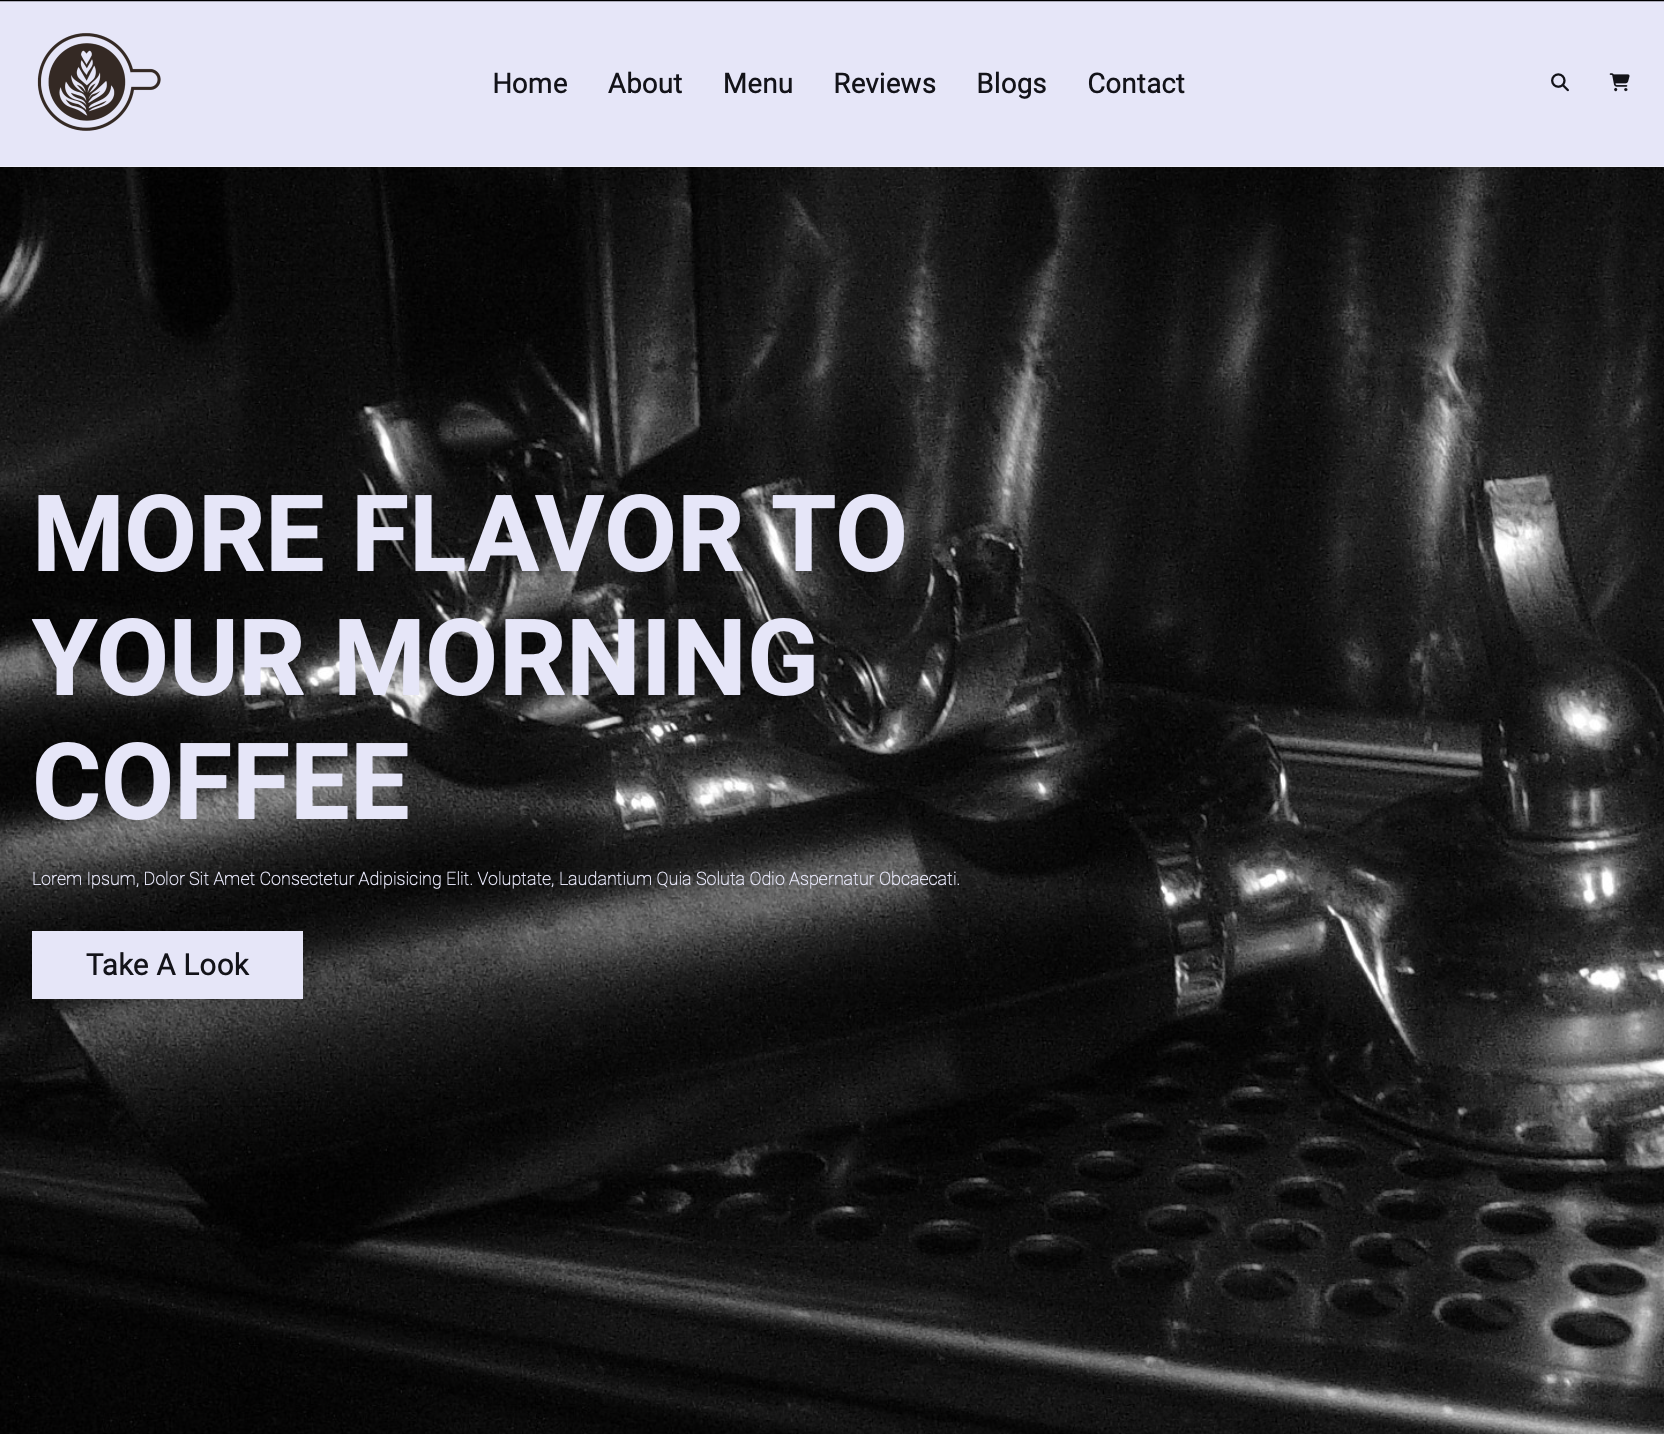 Home About Menu Reviews Blogs Contact
MORE FLAVOR TO
YOUR MORNING
COFFEE
Lorem Ipsum, Dolor Sit Amet Consectetur Adipisicing Elit. Voluptate, Laudantium Quia Soluta Odio Aspernatur Obcaecati.
Take A Look